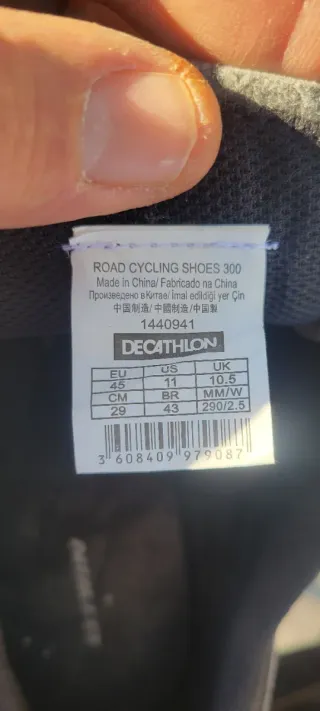 ROAD CYCLING SHOES 300
Made in China/ Fabricado na China
Произведено в Китае/ İmal edildiği yer Çin
中国制造/ 中國製造/ 中国製
1440941
DECATHLON
EU US UK
45 11 10.5
CM BR MM/W
29 43 290/2.5
3 608409 979087